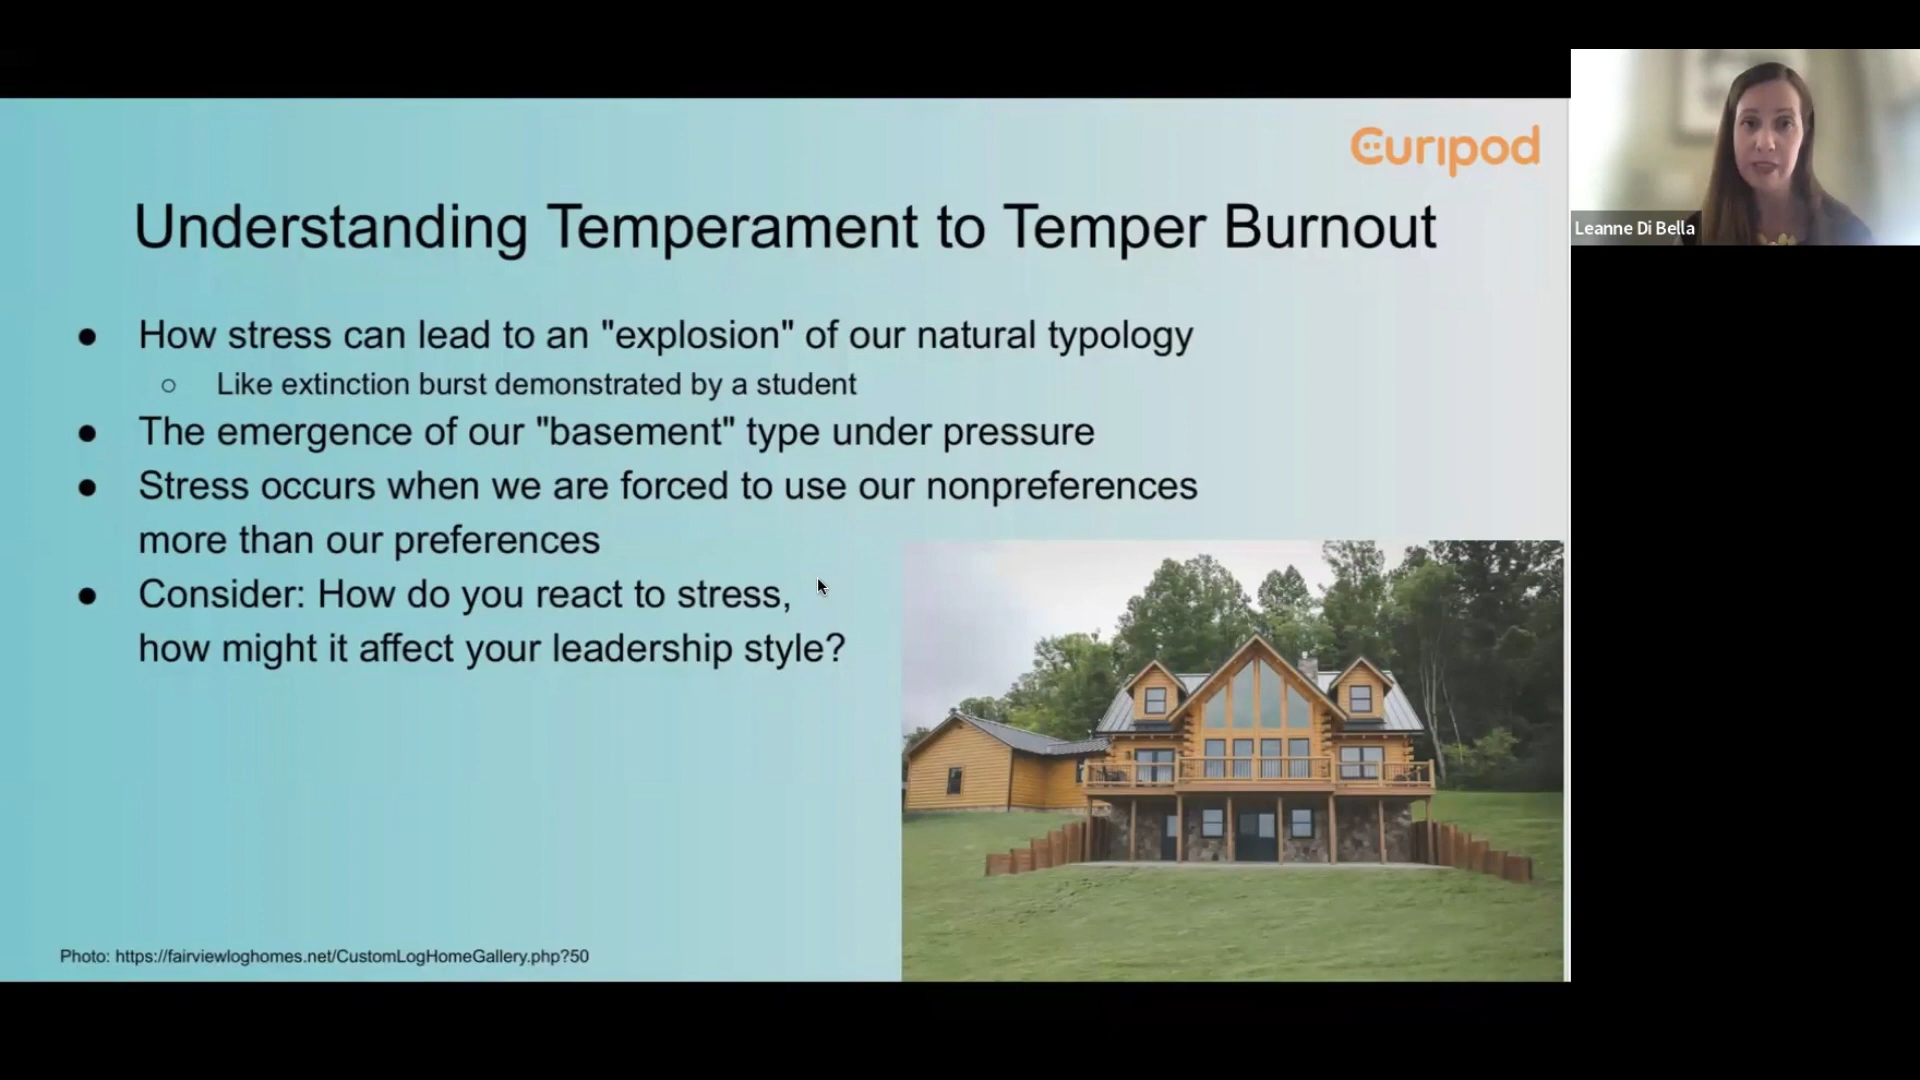 Curipod
Leanne Di Bella
Understanding Temperament to Temper Burnout
● How stress can lead to an "explosion" of our natural typology
○ Like extinction burst demonstrated by a student
● The emergence of our "basement" type under pressure
● Stress occurs when we are forced to use our nonpreferences
more than our preferences
● Consider: How do you react to stress,
how might it affect your leadership style?
Photo: https://fairviewloghomes.net/CustomLogHomeGallery.php?50